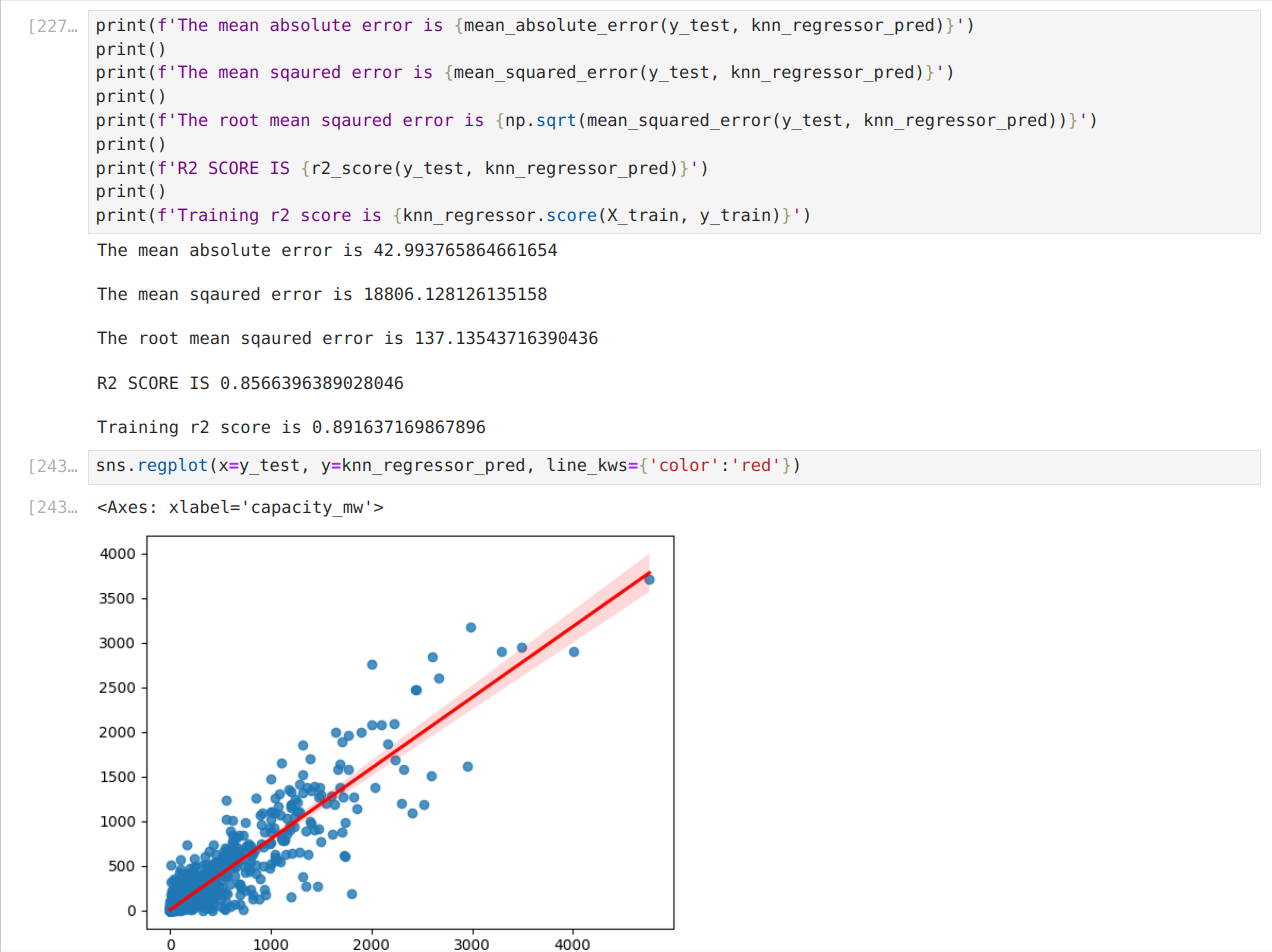 [227… print(f'The mean absolute error is {mean_absolute_error(y_test, knn_regressor_pred)}')
print()
print(f'The mean sqaured error is {mean_squared_error(y_test, knn_regressor_pred)}')
print()
print(f'The root mean sqaured error is {np.sqrt(mean_squared_error(y_test, knn_regressor_pred))}')
print()
print(f'R2 SCORE IS {r2_score(y_test, knn_regressor_pred)}')
print()
print(f'Training r2 score is {knn_regressor.score(X_train, y_train)}')
The mean absolute error is 42.993765864661654
The mean sqaured error is 18806.128126135158
The root mean sqaured error is 137.13543716390436
R2 SCORE IS 0.8566396389028046
Training r2 score is 0.891637169867896
[243… sns.regplot(x=y_test, y=knn_regressor_pred, line_kws={'color':'red'})
[243… <Axes: xlabel='capacity_mw'>
4000
3500
3000
2500
2000
1500
1000
500
0
0 1000 2000 3000 4000